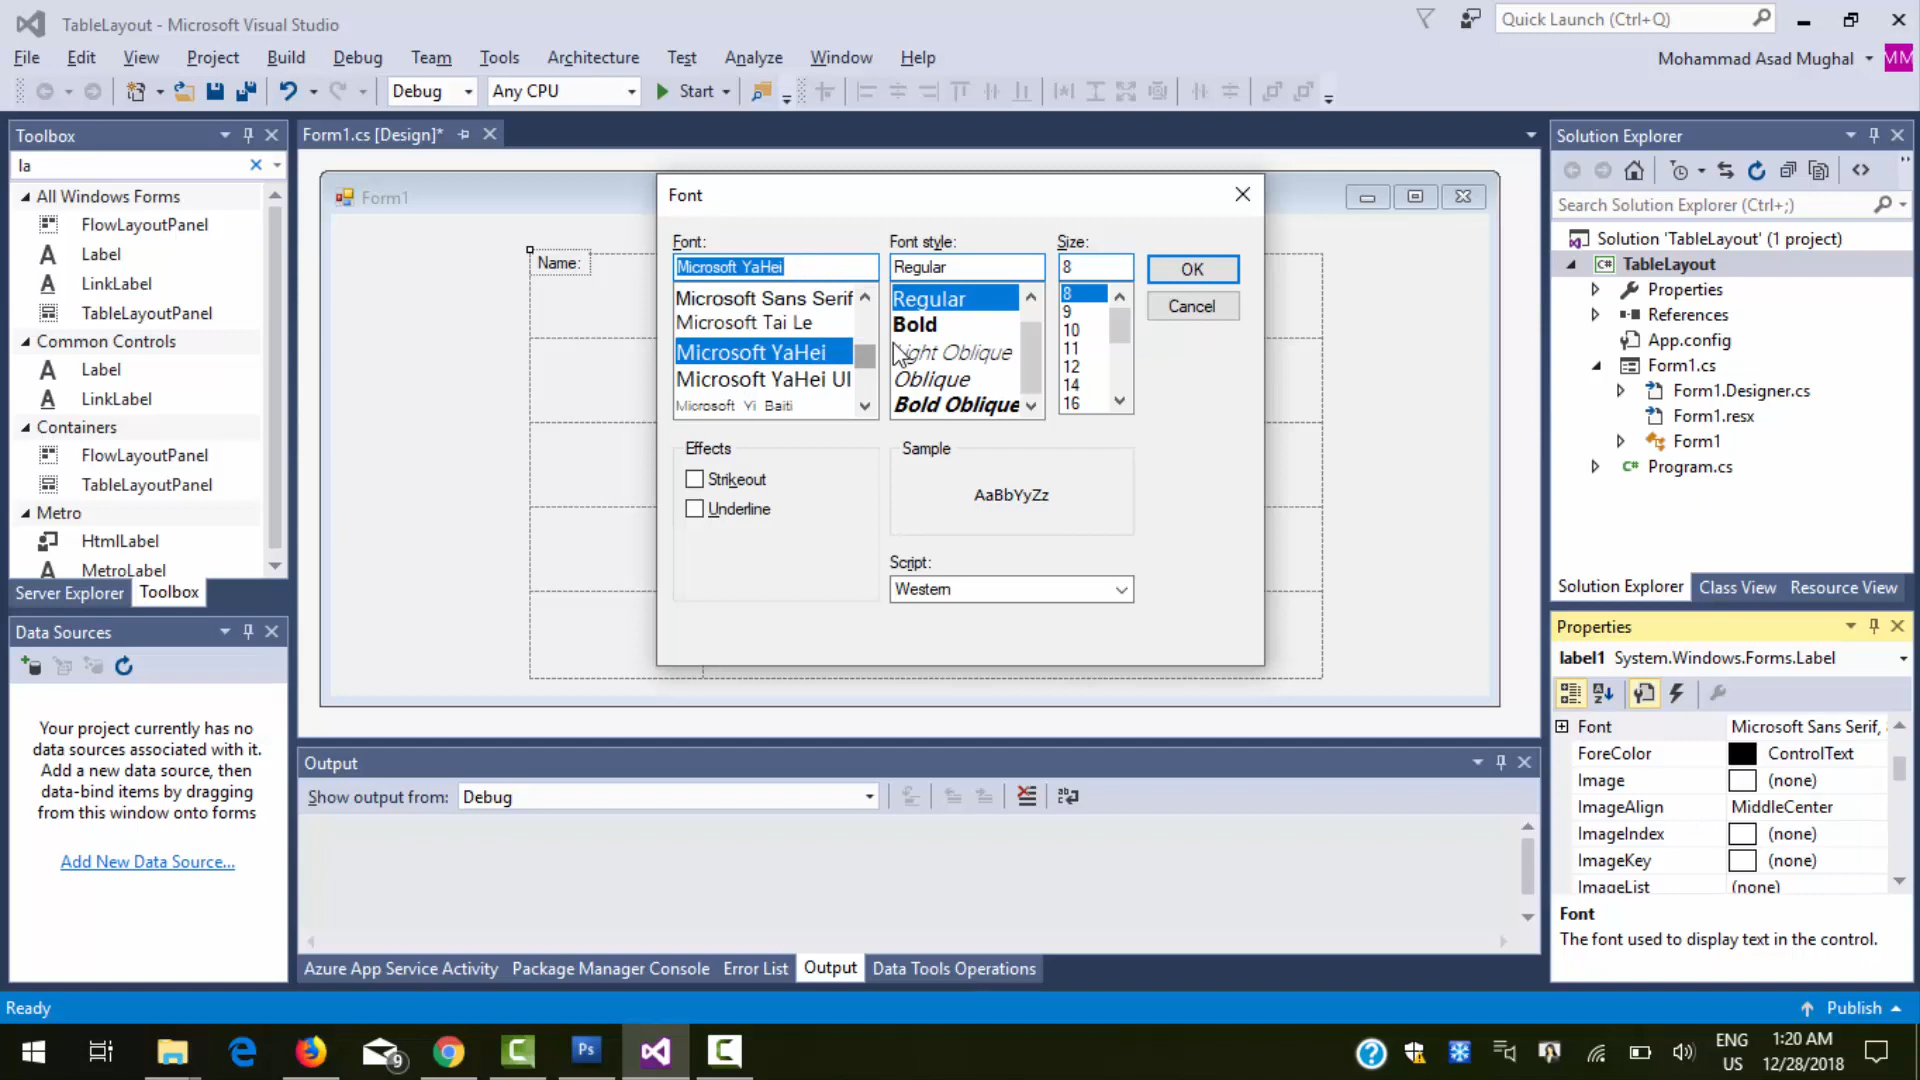 TableLayout - Microsoft Visual Studio
Quick Launch (Ctrl+Q)
File Edit View Project Build Debug Team Tools Architecture Test Analyze Window Help
Mohammad Asad Mughal MM
Debug Any CPU Start
Toolbox
la
All Windows Forms
FlowLayoutPanel
Label
LinkLabel
TableLayoutPanel
Common Controls
Label
LinkLabel
Containers
FlowLayoutPanel
TableLayoutPanel
Metro
HtmlLabel
MetroLabel
Server Explorer Toolbox
Data Sources
Your project currently has no
data sources associated with it.
Add a new data source, then
data-bind items by dragging
from this window onto forms
Add New Data Source...
Form1.cs [Design]*
Form1
Name:
Font
Font: Font style: Size:
Microsoft YaHei Regular 8
Microsoft Sans Serif
Microsoft Tai Le
Microsoft YaHei
Microsoft YaHei UI
Microsoft Yi Baiti
Regular
Bold
Light Oblique
Oblique
Bold Oblique
8
9
10
11
12
14
16
OK
Cancel
Effects
Strikeout
Underline
Sample
AaBbYyZz
Script:
Western
Output
Show output from: Debug
Azure App Service Activity Package Manager Console Error List Output Data Tools Operations
Solution Explorer
Search Solution Explorer (Ctrl+;)
Solution 'TableLayout' (1 project)
C# TableLayout
Properties
References
App.config
Form1.cs
Form1.Designer.cs
Form1.resx
Form1
C# Program.cs
Solution Explorer Class View Resource View
Properties
label1 System.Windows.Forms.Label
Font Microsoft Sans Serif,
ForeColor ControlText
Image (none)
ImageAlign MiddleCenter
ImageIndex (none)
ImageKey (none)
ImageList (none)
Font
The font used to display text in the control.
Ready
Publish
9
Ps
ENG
US
1:20 AM
12/28/2018